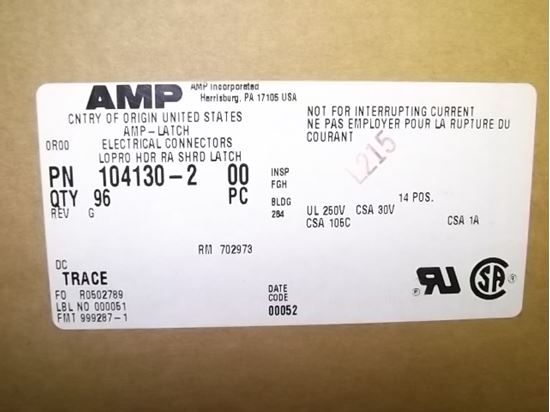 AMP
AMP Incorporated
Harrisburg, PA 17105 USA
CNTRY OF ORIGIN UNITED STATES
AMP-LATCH
OR00 ELECTRICAL CONNECTORS
LOPRO HDR RA SHRD LATCH
PN 104130-2 00
QTY 96 PC
REV G
INSP
FGH
BLDG
284
NOT FOR INTERRUPTING CURRENT
NE PAS EMPLOYER POUR LA RUPTURE DU
COURANT
L215
14 POS.
UL 250V CSA 30V
CSA 105C CSA 1A
RM 702973
DC
TRACE
FO R0502789
LBL NO 000051
FMT 999287-1
DATE
CODE
00052
RU
SA